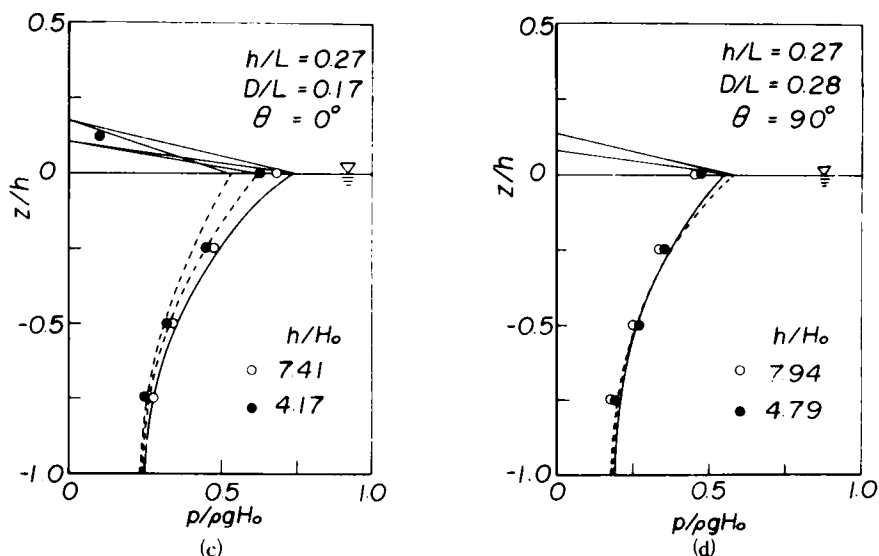 0.5
h/L = 0.27
D/L = 0.17
θ = 0°
0
z/h
-0.5
h/H₀
○ 7.41
● 4.17
-1.0
0
0.5
1.0
p/ρgH₀
(c)
0.5
h/L = 0.27
D/L = 0.28
θ = 90°
0
z/h
-0.5
h/H₀
○ 7.94
● 4.79
-1.0
0
0.5
1.0
p/ρgH₀
(d)